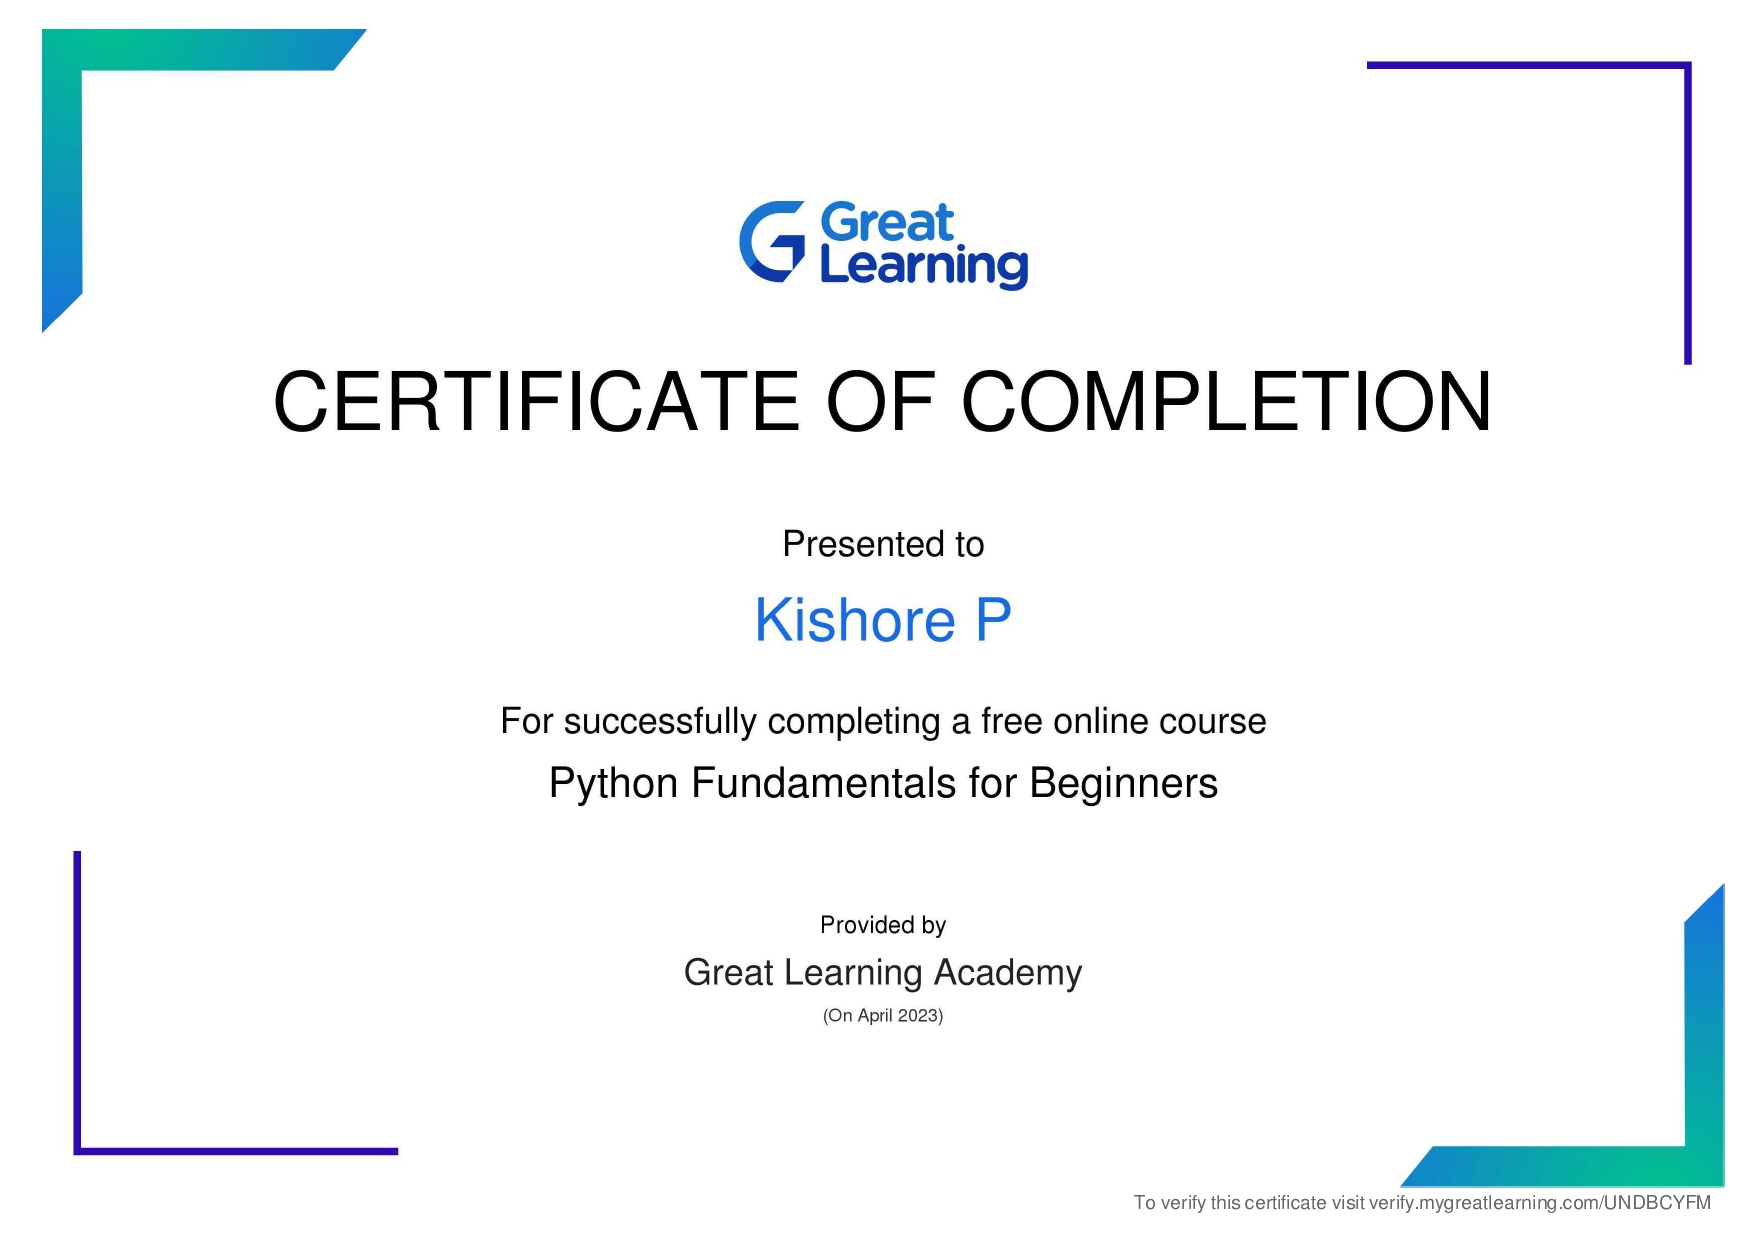 Great
Learning
CERTIFICATE OF COMPLETION
Presented to
Kishore P
For successfully completing a free online course
Python Fundamentals for Beginners
Provided by
Great Learning Academy
(On April 2023)
To verify this certificate visit verify.mygreatlearning.com/UNDBCYFM